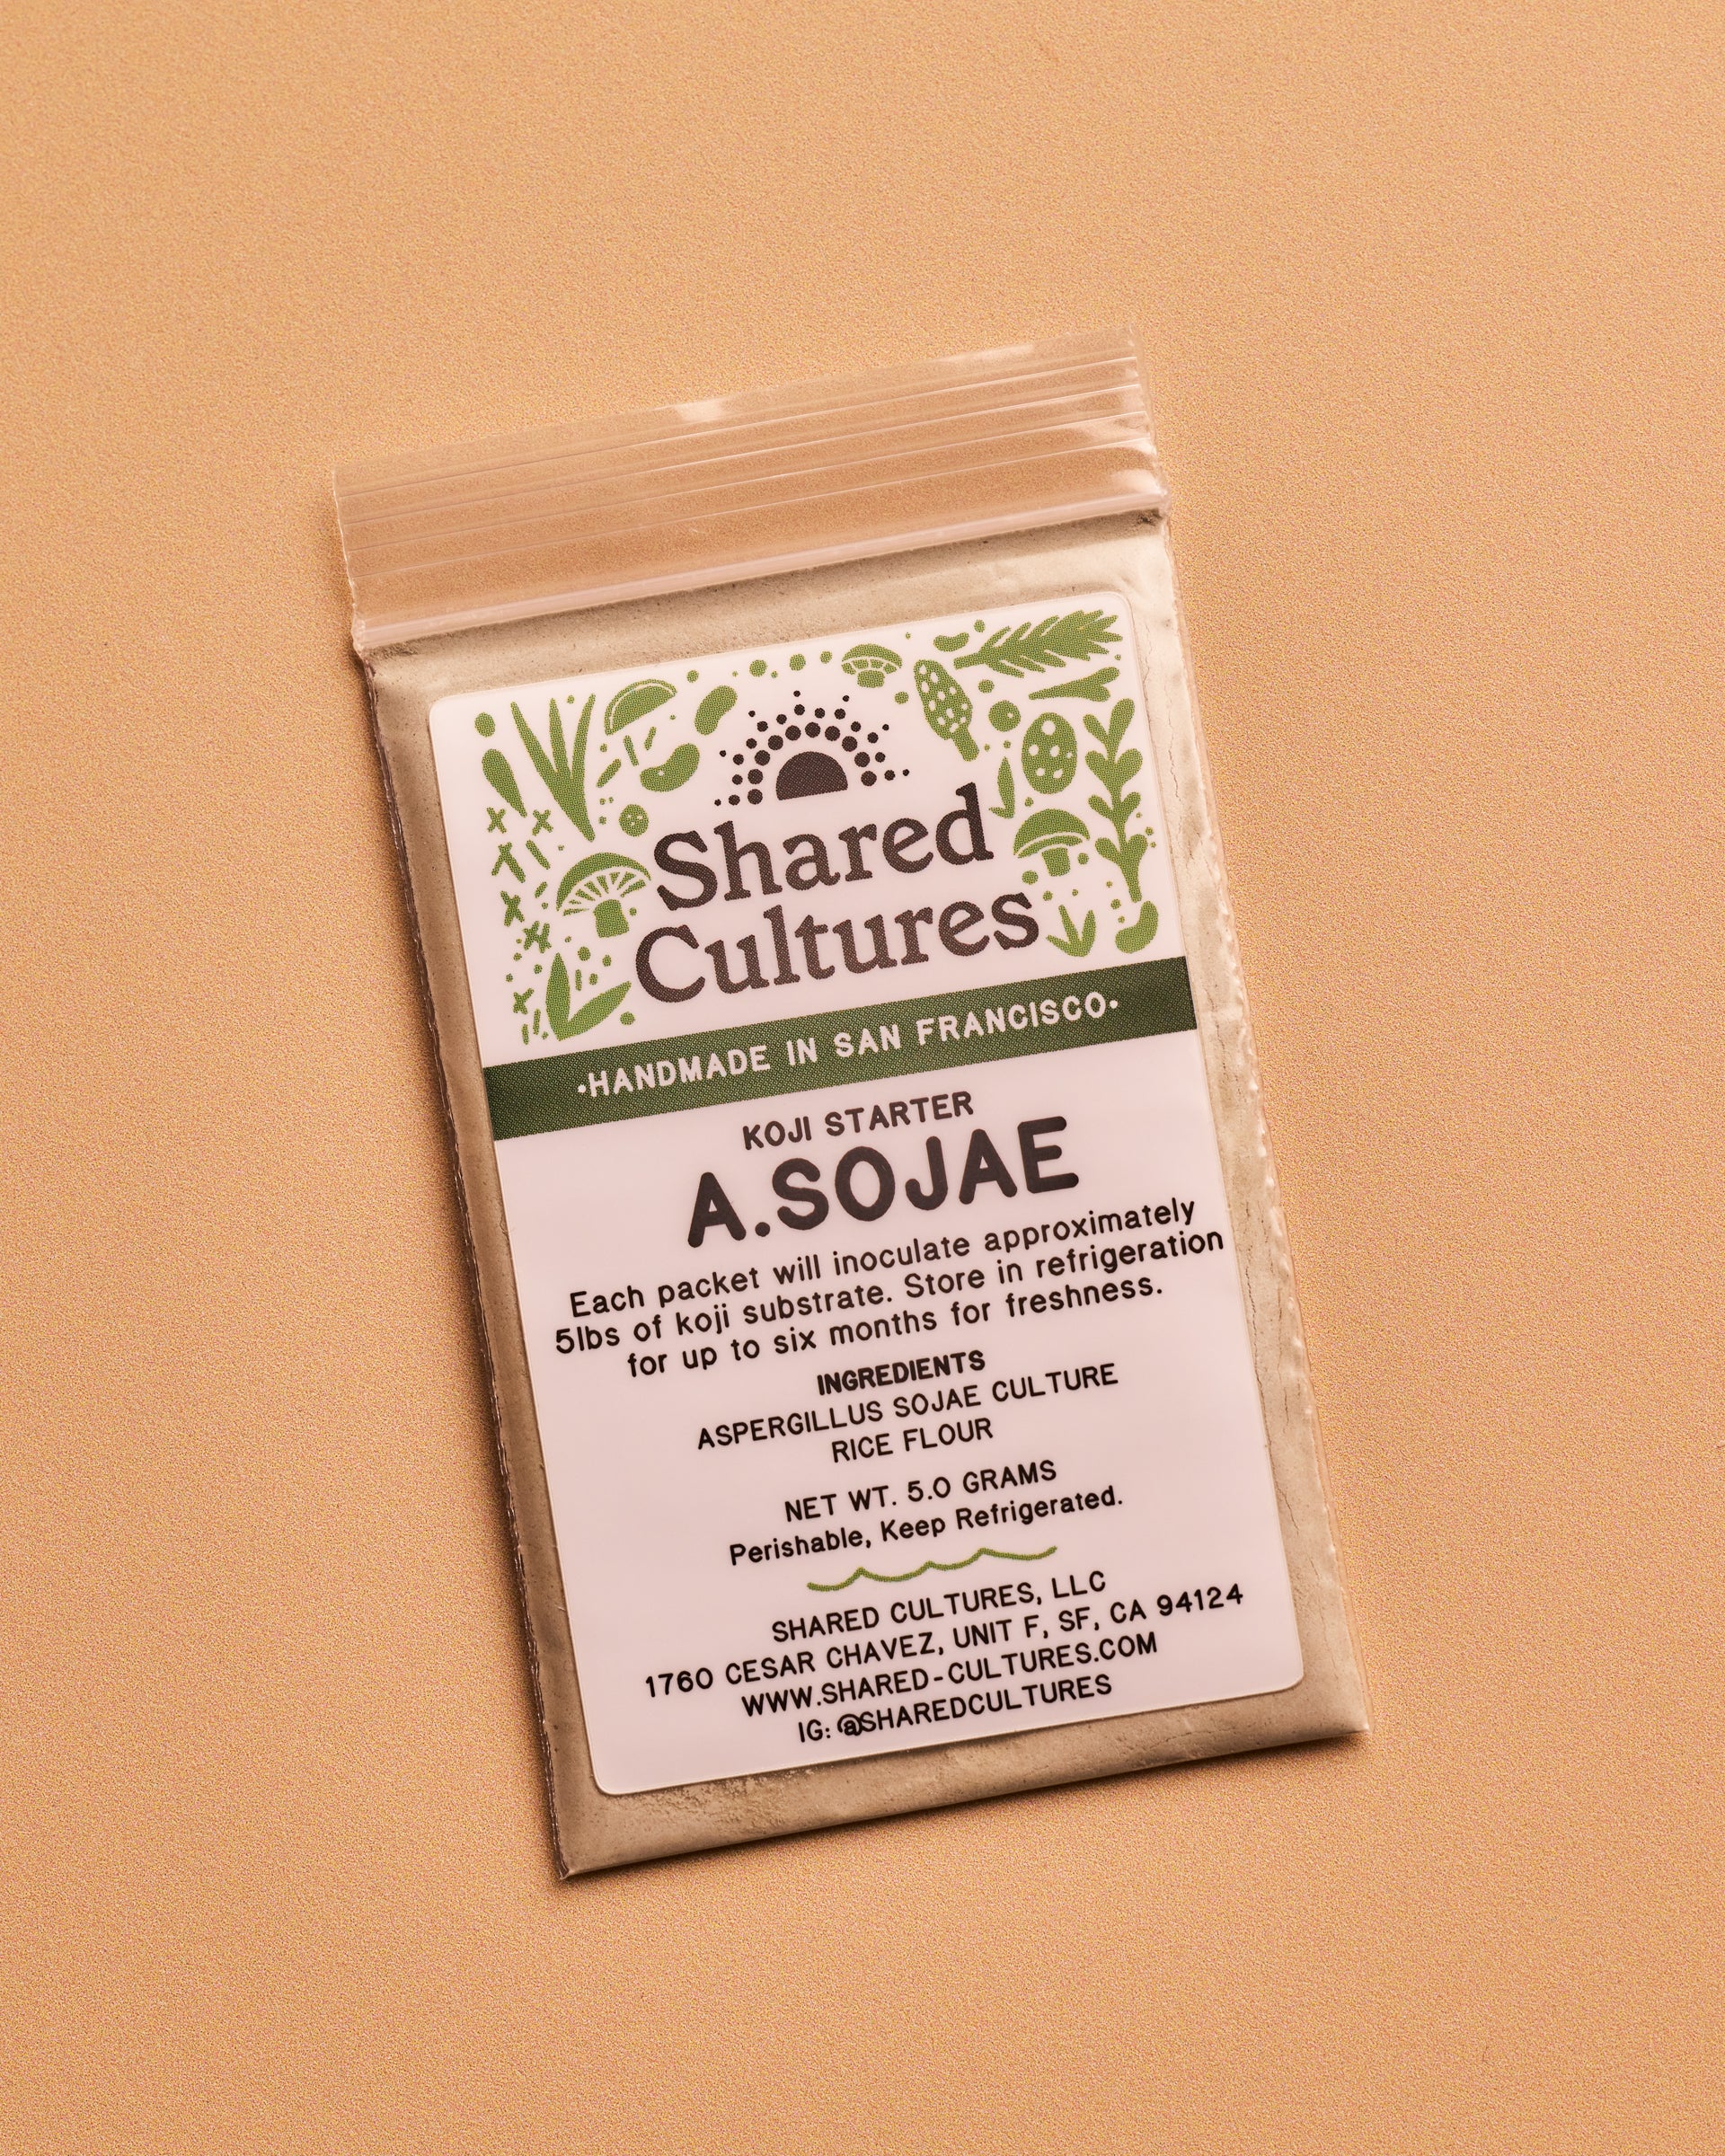 Shared
Cultures
•HANDMADE IN SAN FRANCISCO•
KOJI STARTER
A.SOJAE
Each packet will inoculate approximately
5lbs of koji substrate. Store in refrigeration
for up to six months for freshness.
INGREDIENTS
ASPERGILLUS SOJAE CULTURE
RICE FLOUR
NET WT. 5.0 GRAMS
Perishable, Keep Refrigerated.
SHARED CULTURES, LLC
1760 CESAR CHAVEZ, UNIT F, SF, CA 94124
WWW.SHARED-CULTURES.COM
IG: @SHAREDCULTURES